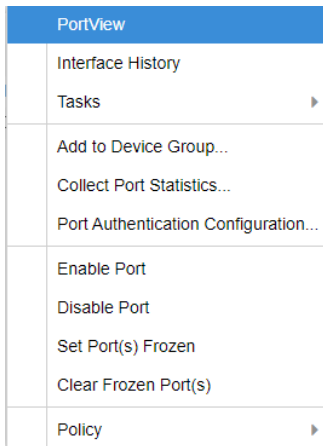 PortView
Interface History
Tasks
Add to Device Group...
Collect Port Statistics...
Port Authentication Configuration...
Enable Port
Disable Port
Set Port(s) Frozen
Clear Frozen Port(s)
Policy